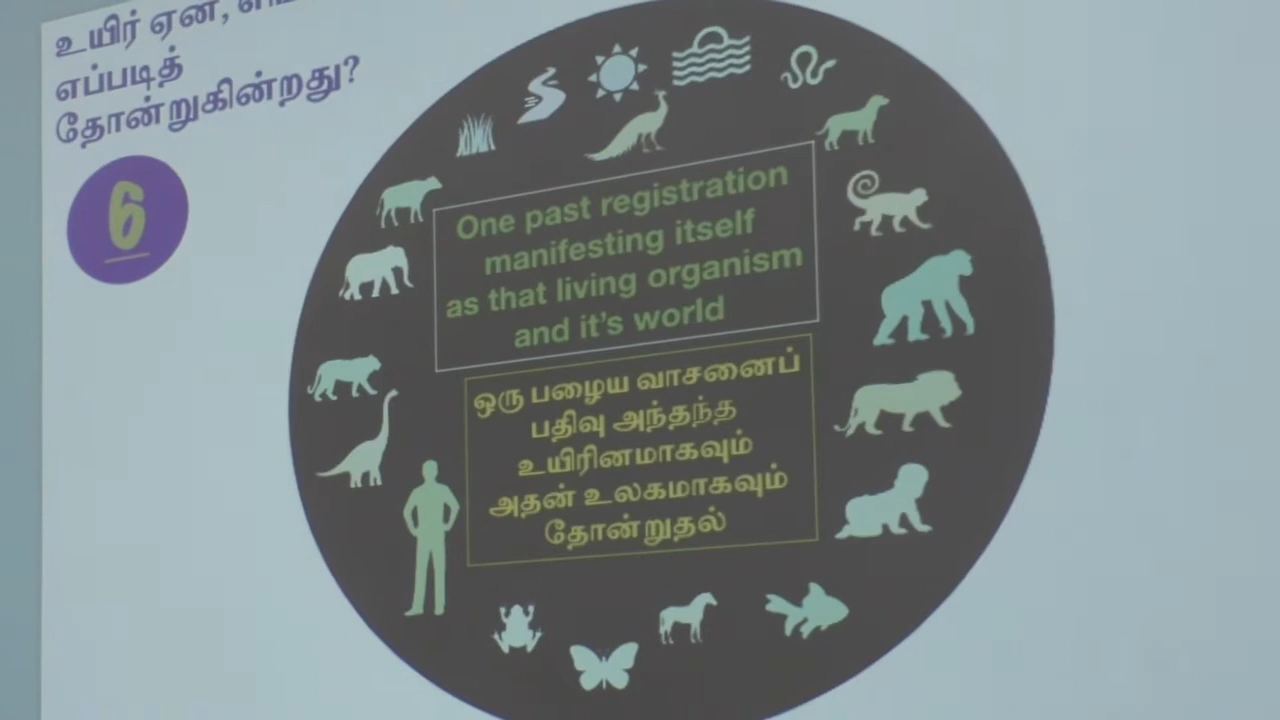 உயிர் ஏன்,
எப்படித்
தோன்றுகின்றது?
6
One past registration
manifesting itself
as that living organism
and it's world
ஒரு பழைய வாசனைப்
பதிவு அந்தந்த
உயிரினமாகவும்
அதன் உலகமாகவும்
தோன்றுதல்